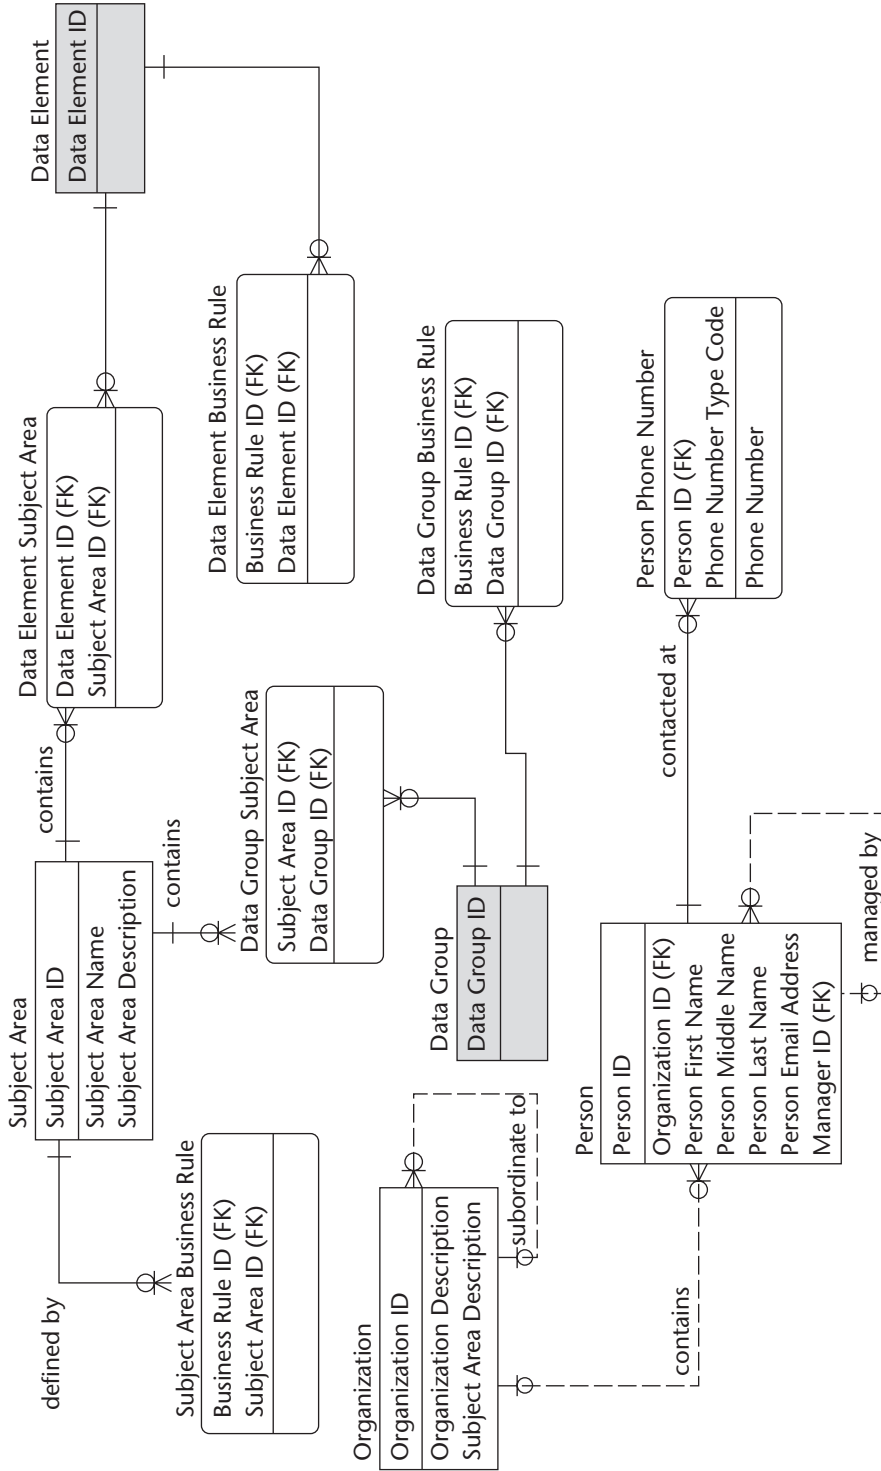 Subject Area
Subject Area ID
Subject Area Name
Subject Area Description
defined by
Subject Area Business Rule
Business Rule ID (FK)
Subject Area ID (FK)
contains
contains
Data Element Subject Area
Data Element ID (FK)
Subject Area ID (FK)
Data Element
Data Element ID
Data Element Business Rule
Business Rule ID (FK)
Data Element ID (FK)
Data Group Subject Area
Subject Area ID (FK)
Data Group ID (FK)
Data Group
Data Group ID
Data Group Business Rule
Business Rule ID (FK)
Data Group ID (FK)
Organization
Organization ID
Organization Description
Subject Area Description
subordinate to
contains
Person
Person ID
Organization ID (FK)
Person First Name
Person Middle Name
Person Last Name
Person Email Address
Manager ID (FK)
managed by
contacted at
Person Phone Number
Person ID (FK)
Phone Number Type Code
Phone Number